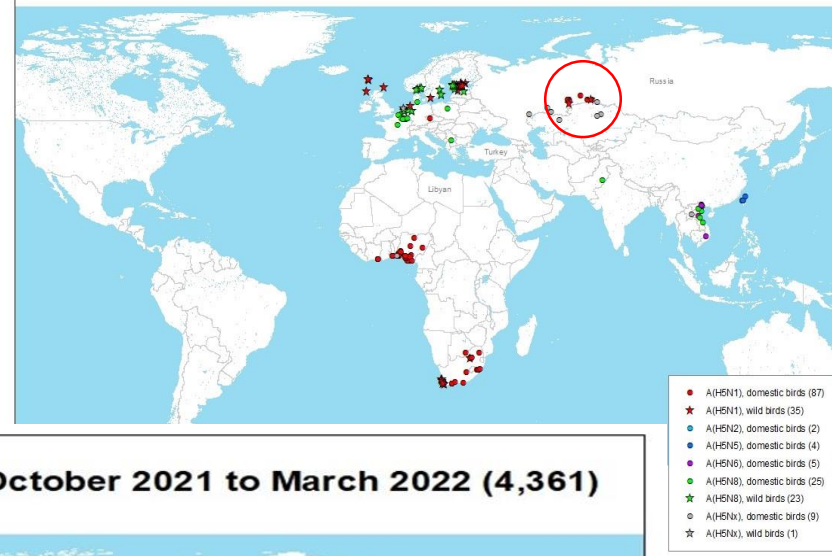 Russia
Turkey
Libyan
A(H5N1), domestic birds (87)
A(H5N1), wild birds (35)
A(H5N2), domestic birds (2)
A(H5N5), domestic birds (4)
A(H5N6), domestic birds (5)
A(H5N8), domestic birds (25)
A(H5N8), wild birds (23)
A(H5Nx), domestic birds (9)
A(H5Nx), wild birds (1)
October 2021 to March 2022 (4,361)